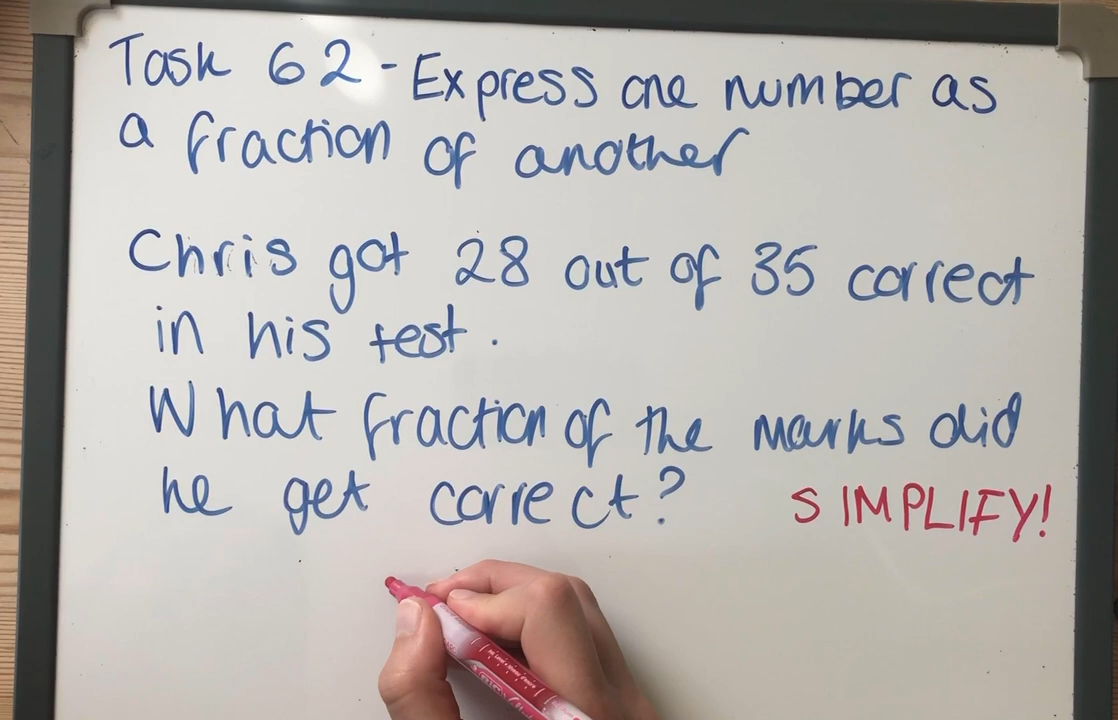 Task 62 - Express one number as
a fraction of another
Chris got 28 out of 35 correct
in his test.
What fraction of the marks did
he get correct? SIMPLIFY!